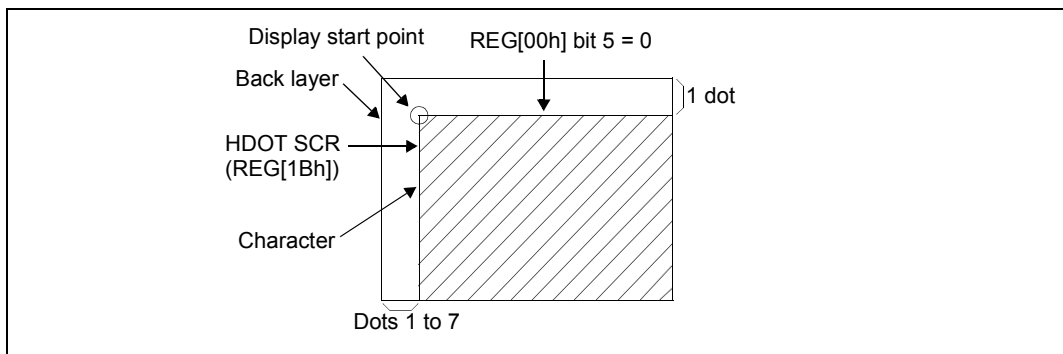 Display start point
REG[00h] bit 5 = 0
Back layer
1 dot
HDOT SCR
(REG[1Bh])
Character
Dots 1 to 7